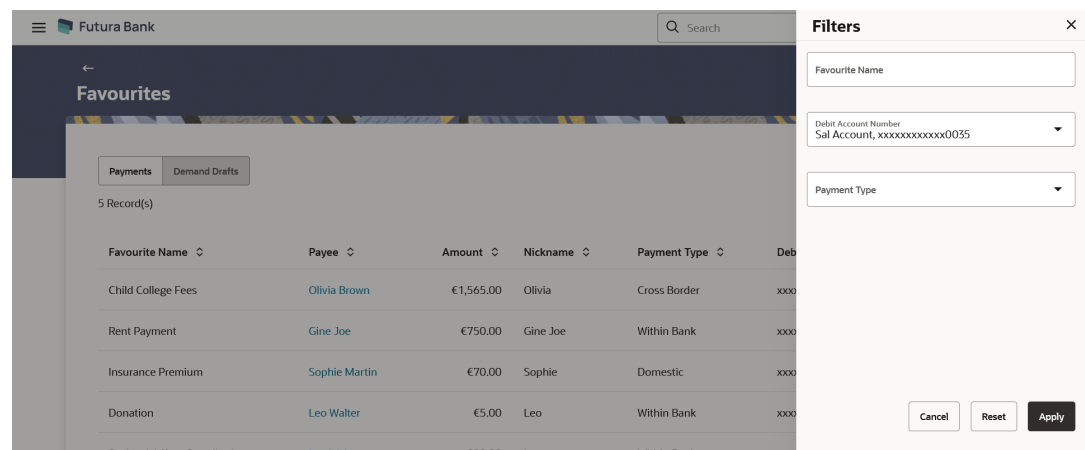 Futura Bank
Search
Filters
Favourites
Favourite Name
Debit Account Number
Sal Account, xxxxxxxxxxxx0035
Payment Type
Payments Demand Drafts
5 Record(s)
Favourite Name Payee Amount Nickname Payment Type Deb
Child College Fees Olivia Brown €1,565.00 Olivia Cross Border xxxx
Rent Payment Gine Joe €750.00 Gine Joe Within Bank xxxx
Insurance Premium Sophie Martin €70.00 Sophie Domestic xxxx
Donation Leo Walter €5.00 Leo Within Bank xxxx
Cancel Reset Apply